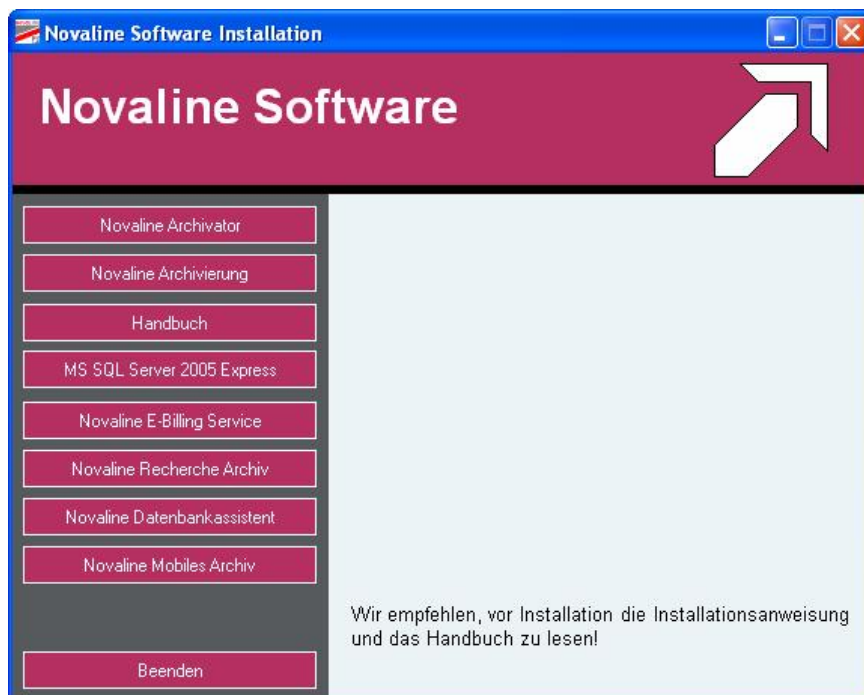 Novaline Software Installation
Novaline Software
Novaline Archivator
Novaline Archivierung
Handbuch
MS SQL Server 2005 Express
Novaline E-Billing Service
Novaline Recherche Archiv
Novaline Datenbankassistent
Novaline Mobiles Archiv
Wir empfehlen, vor Installation die Installationsanweisung
und das Handbuch zu lesen!
Beenden